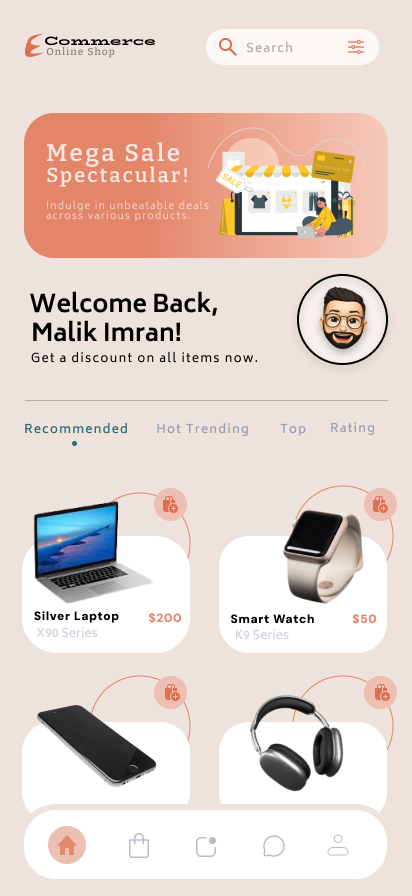 Commerce
Online Shop
Search
Mega Sale
Spectacular!
Indulge in unbeatable deals
across various products.
SALE
Welcome Back,
Malik Imran!
Get a discount on all items now.
Recommended
Hot Trending
Top
Rating
Silver Laptop
$200
X90 Series
Smart Watch
$50
K9 Series